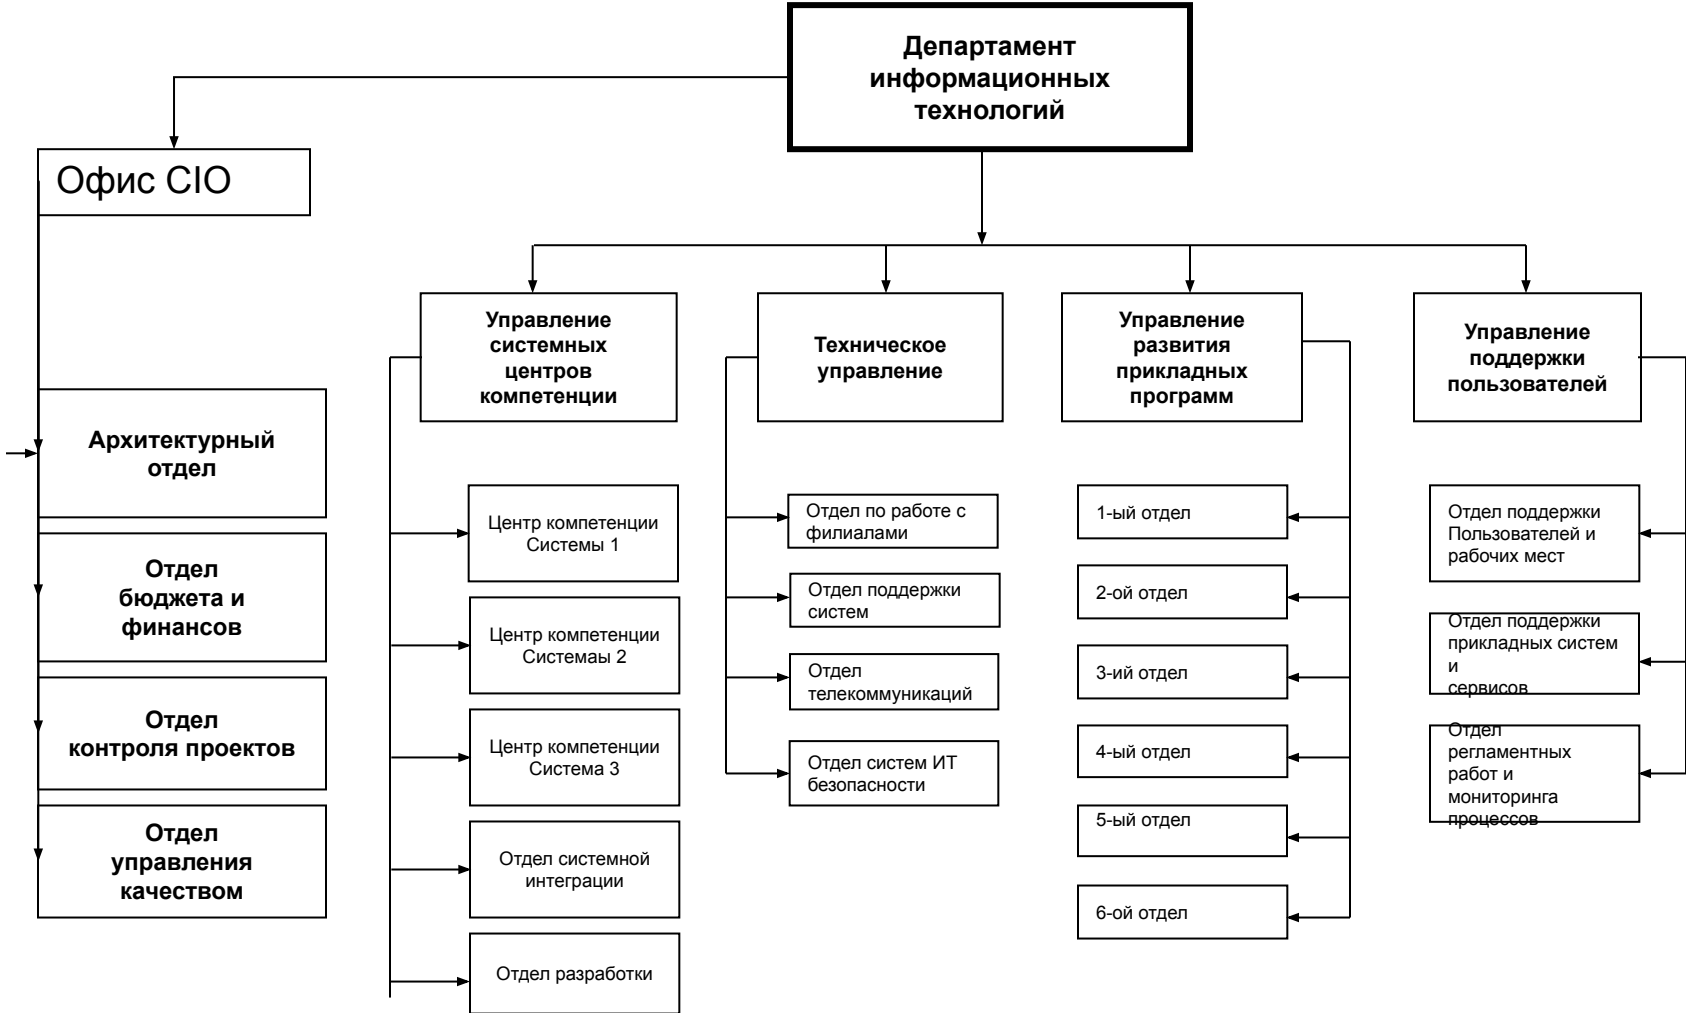 Департамент
информационных
технологий
Офис CIO
Архитектурный
отдел
Отдел
бюджета и
финансов
Отдел
контроля проектов
Отдел
управления
качеством
Управление
системных
центров
компетенции
Центр компетенции
Системы 1
Центр компетенции
Системаы 2
Центр компетенции
Система 3
Отдел системной
интеграции
Отдел разработки
Техническое
управление
Отдел по работе с
филиалами
Отдел поддержки
систем
Отдел
телекоммуникаций
Отдел систем ИТ
безопасности
Управление
развития
прикладных
программ
1-ый отдел
2-ой отдел
3-ий отдел
4-ый отдел
5-ый отдел
6-ой отдел
Управление
поддержки
пользователей
Отдел поддержки
Пользователей и
рабочих мест
Отдел поддержки
прикладных систем
и
сервисов
Отдел
регламентных
работ и
мониторинга
процессов